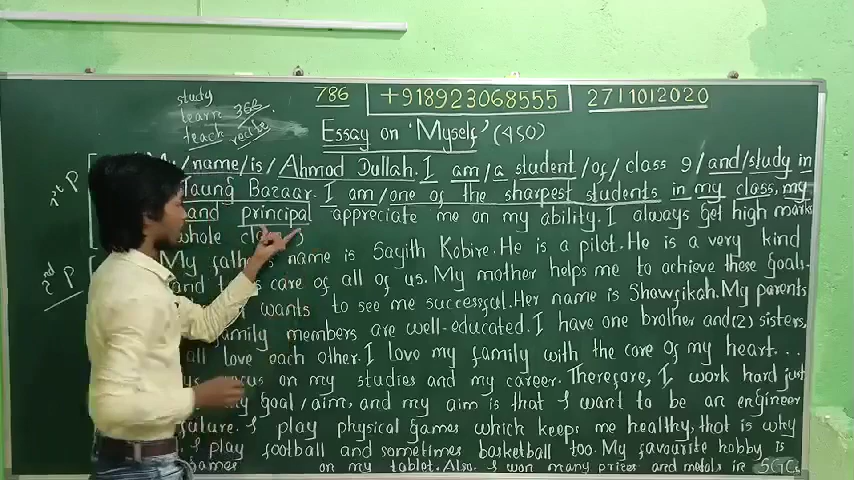 study
learn 360
teach recite
786 +918923068555 2711012020
Essay on 'Myself' (450)
1st P
My/name/is/Ahmod Dullah. I am/a student/of/class 9/and/study in
Taung Bazaar. I am/one of the sharpest students in my class, my
and principal appreciate me on my ability. I always get high marks
whole
2nd P
My father's name is Sayith Kobire. He is a pilot. He is a very kind
and care of all of us. My mother helps me to achieve these goals.
wants to see me successful. Her name is Shawfikah. My parents
family members are well-educated. I have one brother and (2) sisters,
all love each other. I love my family with the core of my heart...
focus on my studies and my career. Therefore, I, work hard just
my goal/aim, and my aim is that I want to be an engineer
future. I play physical games which keeps me healthy, that is why
I play football and sometimes basketball too. My favourite hobby is
games on my tablet. Also, I won many prizes and medals in SGC